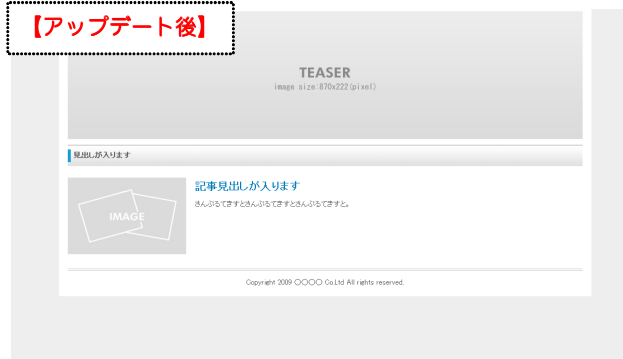 【アップデート後】
TEASER
image size:870x222(pixel)
見出しが入ります
IMAGE
記事見出しが入ります
さんぷるてきすとさんぷるてきすとさんぷるてきすと。
Copyright 2009 〇〇〇〇 Co.Ltd All rights reserved.